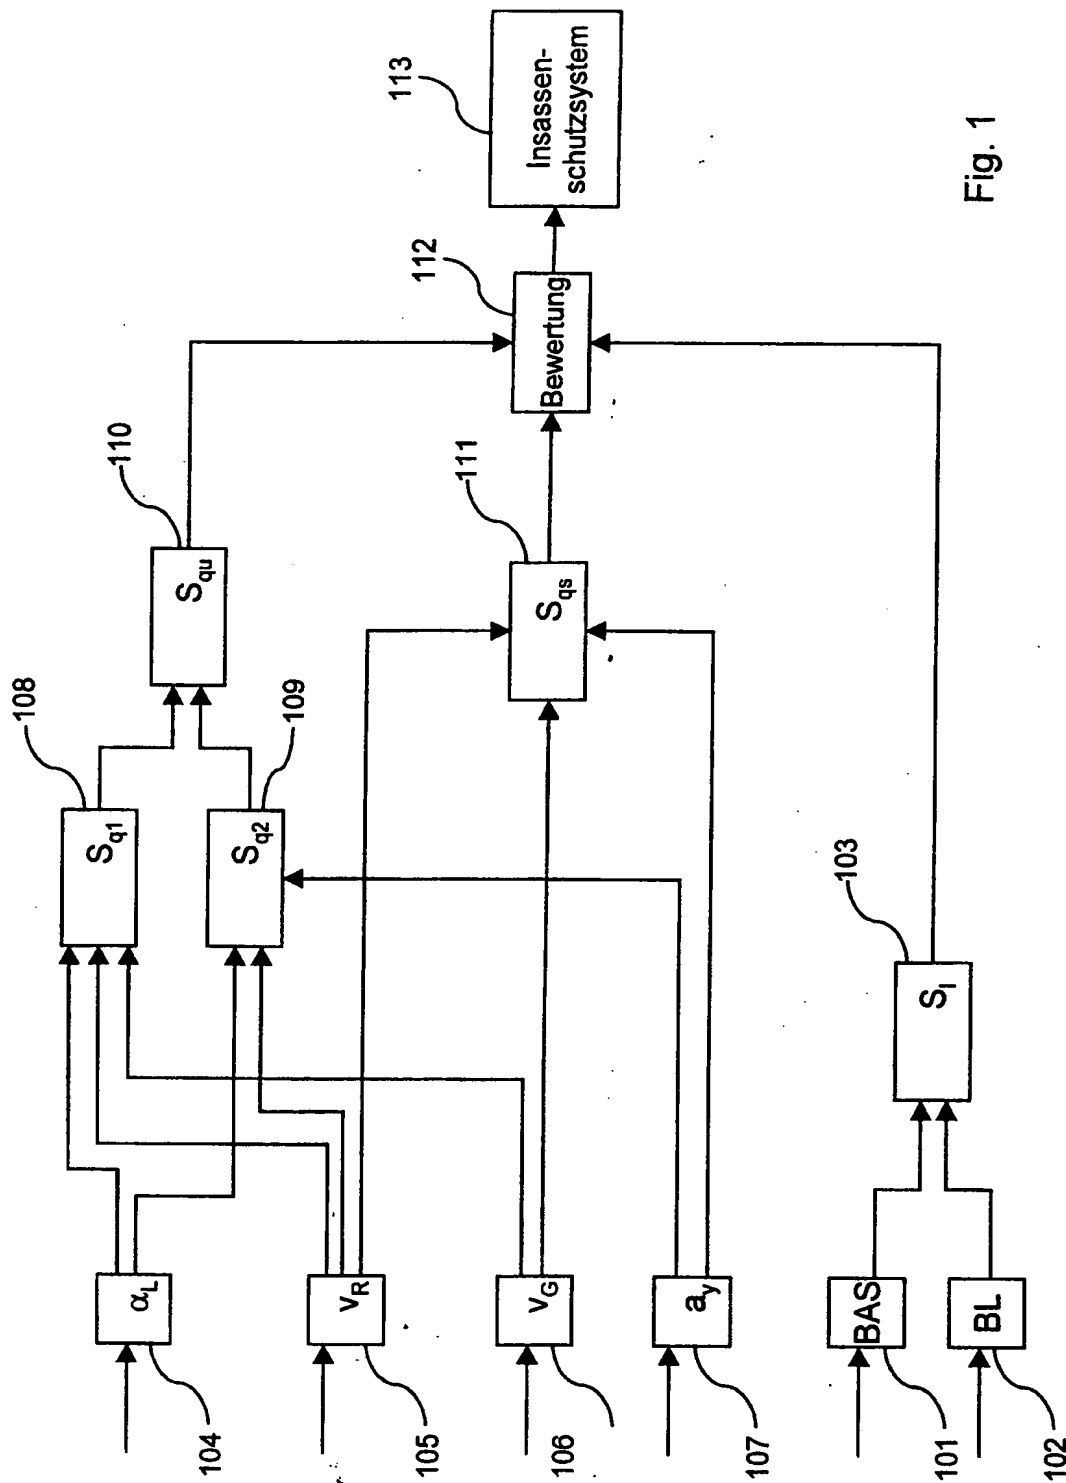 α_L
104
v_R
105
v_G
106
a_y
107
BAS
101
BL
102
S_q1
108
S_q2
109
S_l
103
S_qu
110
S_qs
111
Bewertung
112
Insassen-
schutzsystem
113
Fig. 1